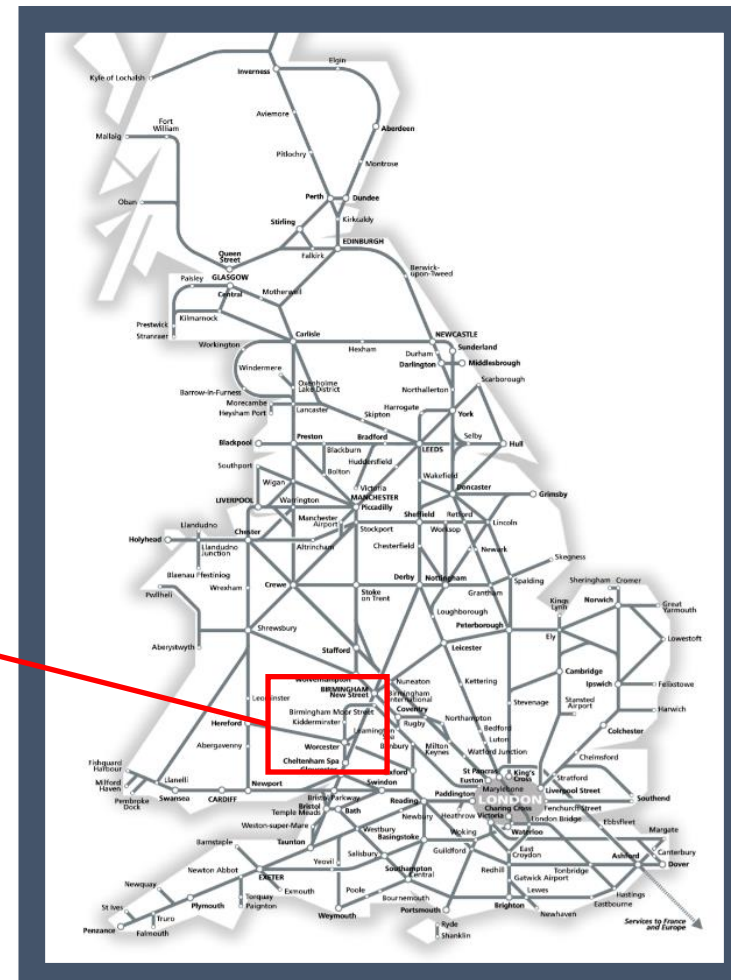 Kyle of Lochalsh
Inverness
Elgin
Aviemore
Aberdeen
Fort
William
Mallaig
Pitlochry
Montrose
Perth
Dundee
Oban
Kirkcaldy
Stirling
EDINBURGH
Queen
Street
Falkirk
Berwick-
upon-Tweed
GLASGOW
Paisley
Central
Motherwell
Prestwick
Kilmarnock
Stranraer
Carlisle
NEWCASTLE
Workington
Hexham
Sunderland
Durham
Darlington
Middlesbrough
Windermere
Scarborough
Oxenholme
Lake District
Barrow-in-Furness
Northallerton
Morecambe
Heysham Port
Lancaster
Harrogate
Skipton
York
Blackpool
Preston
Bradford
Selby
Hull
Blackburn
LEEDS
Southport
Huddersfield
Bolton
Wakefield
Wigan
Victoria
Doncaster
Grimsby
LIVERPOOL
Warrington
MANCHESTER
Piccadilly
Manchester
Airport
Sheffield
Retford
Lincoln
Llandudno
Stockport
Worksop
Holyhead
Chester
Llandudno
Junction
Altrincham
Chesterfield
Newark
Skegness
Blaenau Ffestiniog
Wrexham
Crewe
Stoke
on Trent
Derby
Nottingham
Grantham
Spalding
Sheringham
Cromer
Pwllheli
Kings
Lynn
Norwich
Great
Yarmouth
Loughborough
Shrewsbury
Peterborough
Ely
Lowestoft
Aberystwyth
Stafford
Leicester
Wolverhampton
Nuneaton
Kettering
Cambridge
BIRMINGHAM
New Street
Birmingham
International
Ipswich
Felixstowe
Leominster
Birmingham Moor Street
Coventry
Stevenage
Stansted
Airport
Harwich
Hereford
Kidderminster
Leamington
Spa
Rugby
Northampton
Colchester
Abergavenny
Worcester
Banbury
Milton
Keynes
Bedford
Luton
Watford Junction
Chelmsford
Cheltenham Spa
Gloucester
Oxford
St Pancras
Euston
King's
Cross
Stratford
Fishguard
Harbour
Llanelli
Newport
Swindon
Marylebone
Liverpool Street
Milford
Haven
Pembroke
Dock
Swansea
CARDIFF
Bristol Parkway
Reading
Paddington
LONDON
Southend
Bristol
Temple Meads
Bath
Charing Cross
Fenchurch Street
Newbury
Heathrow
Victoria
London Bridge
Ebbsfleet
Weston-super-Mare
Westbury
Basingstoke
Woking
Waterloo
Margate
Barnstaple
Taunton
Salisbury
Guildford
East
Croydon
Canterbury
Newton Abbot
Yeovil
Southampton
Central
Redhill
Tonbridge
Ashford
Dover
EXETER
Gatwick Airport
Newquay
Exmouth
Poole
Lewes
Hastings
St Ives
Plymouth
Torquay
Paignton
Bournemouth
Eastbourne
Truro
Weymouth
Portsmouth
Brighton
Newhaven
Penzance
Falmouth
Ryde
Shanklin
Services to France
and Europe